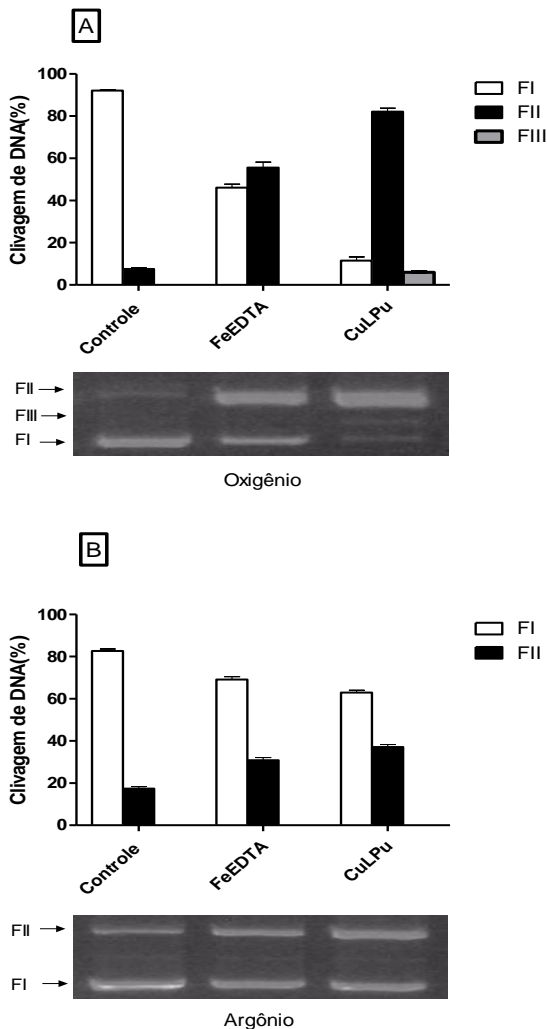 A
Clivagem de DNA(%)
100
80
60
40
20
0
FI
FII
FIII
Controle
FeEDTA
CuLPu
FII
FIII
FI
Oxigênio
B
Clivagem de DNA(%)
100
80
60
40
20
0
FI
FII
Controle
FeEDTA
CuLPu
FII
FI
Argônio